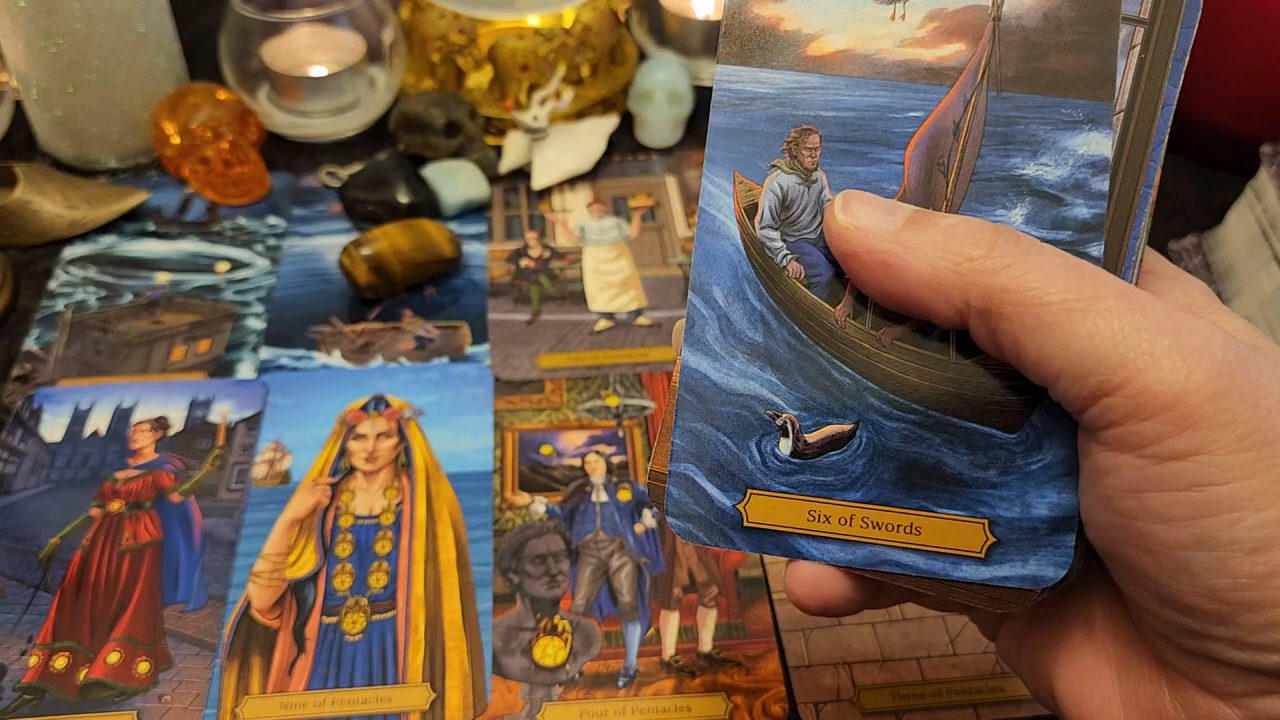 Six of Swords
Nine of Pentacles
Four of Pentacles
Three of Pentacles